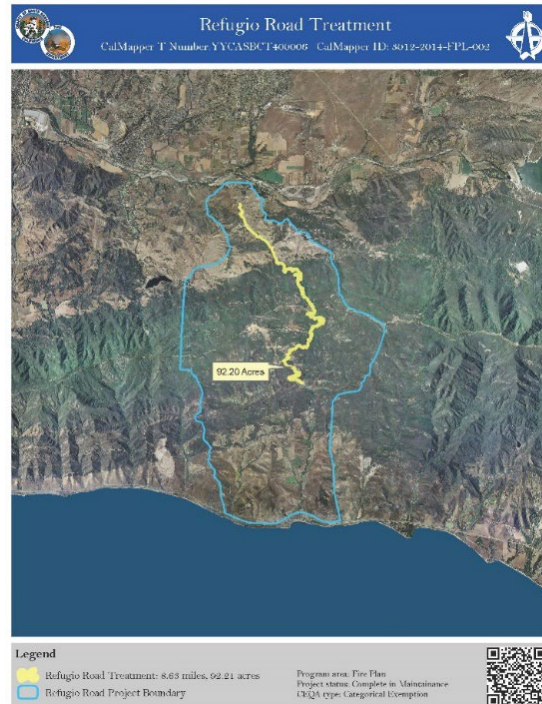 Refugio Road Treatment
CalMapper T Number YYCASBCT400006 CalMapper ID: 3012-2014-FPL-002
92.20 Acres
Legend
Refugio Road Treatment: 8.63 miles, 92.21 acres
Refugio Road Project Boundary
Program area: Fire Plan
Project status: Complete in Maintainance
CEQA type: Categorical Exemption